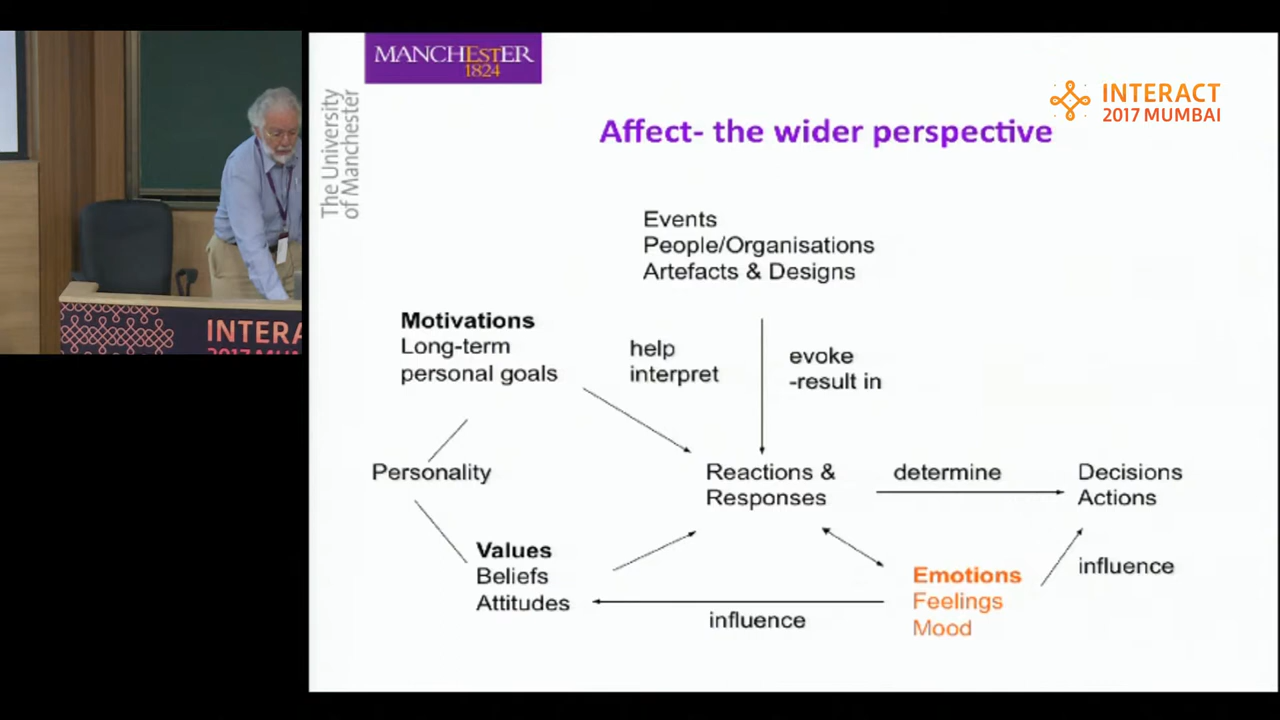 MANCHESTER
1824
The University
of Manchester
INTERACT
2017 MUMBAI
Affect- the wider perspective
Events
People/Organisations
Artefacts & Designs
Motivations
Long-term
personal goals
help
interpret
evoke
-result in
Personality
Reactions &
Responses
determine
Decisions
Actions
Values
Beliefs
Attitudes
influence
Emotions
Feelings
Mood
influence
INTERA
2017 MUM